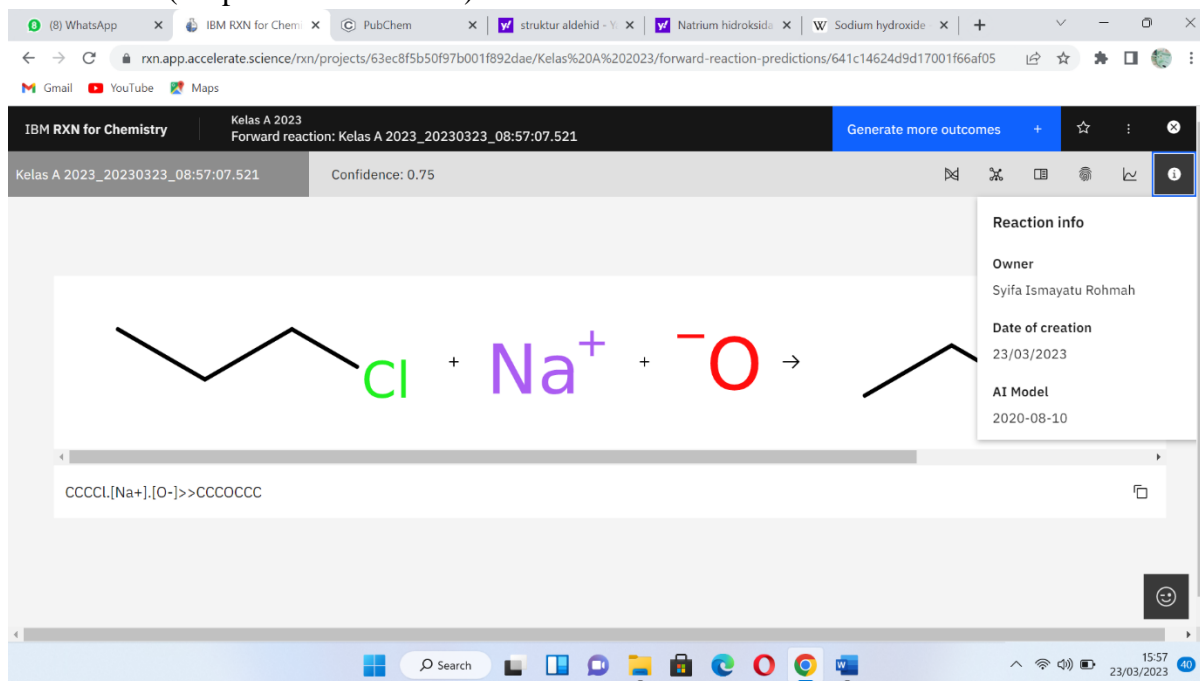 (8) WhatsApp
IBM RXN for Chemi
PubChem
struktur aldehid - Y
Natrium hidroksida
Sodium hydroxide
rxn.app.accelerate.science/rxn/projects/63ec8f5b50f97b001f892dae/Kelas%20A%202023/forward-reaction-predictions/641c14624d9d17001f66af05
Gmail YouTube Maps
IBM RXN for Chemistry
Kelas A 2023
Forward reaction: Kelas A 2023_20230323_08:57:07.521
Generate more outcomes +
Kelas A 2023_20230323_08:57:07.521
Confidence: 0.75
Reaction info
Owner
Syifa Ismayatu Rohmah
Date of creation
23/03/2023
AI Model
2020-08-10
Cl + Na+ + −O →
CCCCl.[Na+].[O-]>>CCCOCCC
Search
15:57
23/03/2023
40